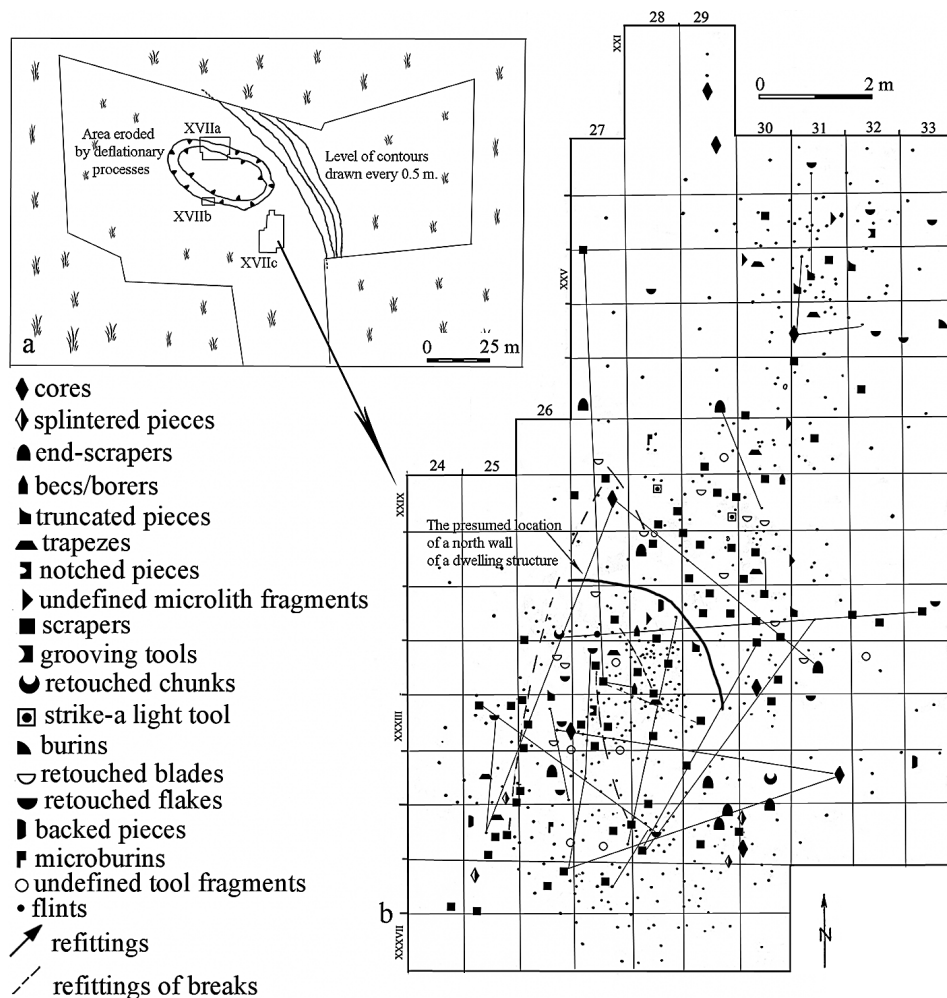 XVIIa
Area eroded
by deflationary
processes
Level of contours
drawn every 0.5 m.
XVIIb
XVIIc
a
0 25 m
28 29
XXI
0 2 m
27
30 31 32 33
XXV
26
24 25
XXIX
The presumed location
of a north wall
of a dwelling structure
XXXIII
b
XXXVII
N
cores
splintered pieces
end-scrapers
becs/borers
truncated pieces
trapezes
notched pieces
undefined microlith fragments
scrapers
grooving tools
retouched chunks
strike-a light tool
burins
retouched blades
retouched flakes
backed pieces
microburins
undefined tool fragments
flints
refittings
refittings of breaks